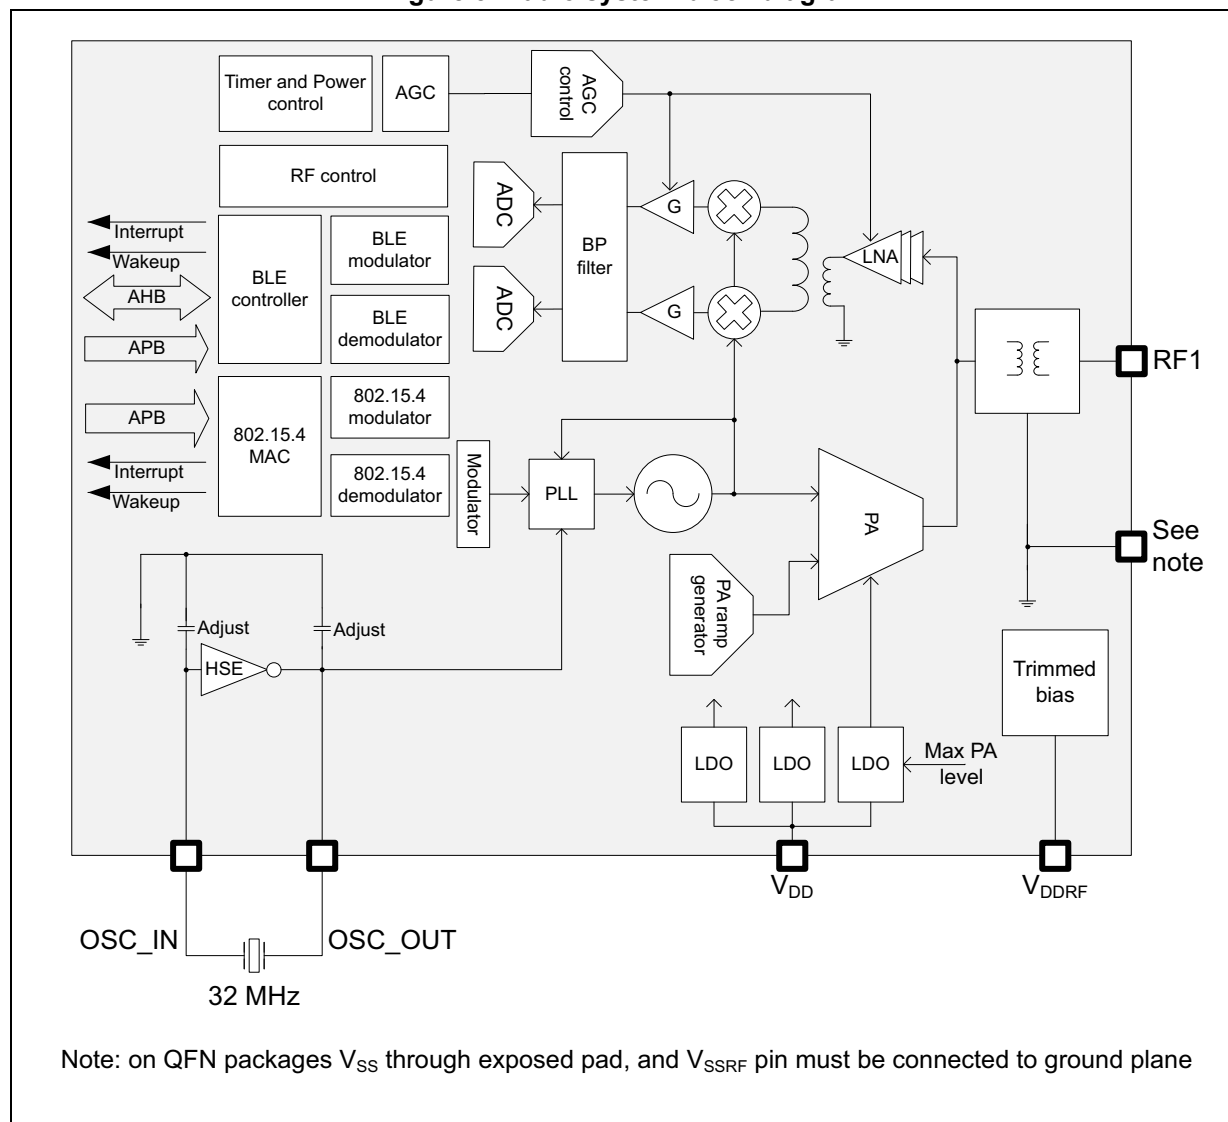 Timer and Power
control
AGC
AGC
control
RF control
ADC
ADC
BP
filter
G
G
LNA
Interrupt
Wakeup
AHB
APB
BLE
controller
BLE
modulator
BLE
demodulator
APB
Interrupt
Wakeup
802.15.4
MAC
802.15.4
modulator
802.15.4
demodulator
Modulator
PLL
PA
RF1
See
note
PA ramp
generator
Adjust
Adjust
HSE
Trimmed
bias
LDO
LDO
LDO
Max PA
level
VDD
VDDRF
OSC_IN
OSC_OUT
32 MHz
Note: on QFN packages VSS through exposed pad, and VSSRF pin must be connected to ground plane